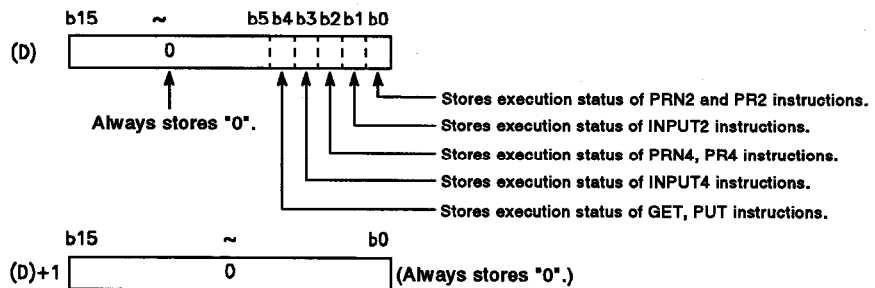 b15 ~ b5 b4 b3 b2 b1 b0
(D) 0
Stores execution status of PRN2 and PR2 instructions.
Always stores "0".
Stores execution status of INPUT2 instructions.
Stores execution status of PRN4, PR4 instructions.
Stores execution status of INPUT4 instructions.
Stores execution status of GET, PUT instructions.
b15 ~ b0
(D)+1 0 (Always stores "0".)